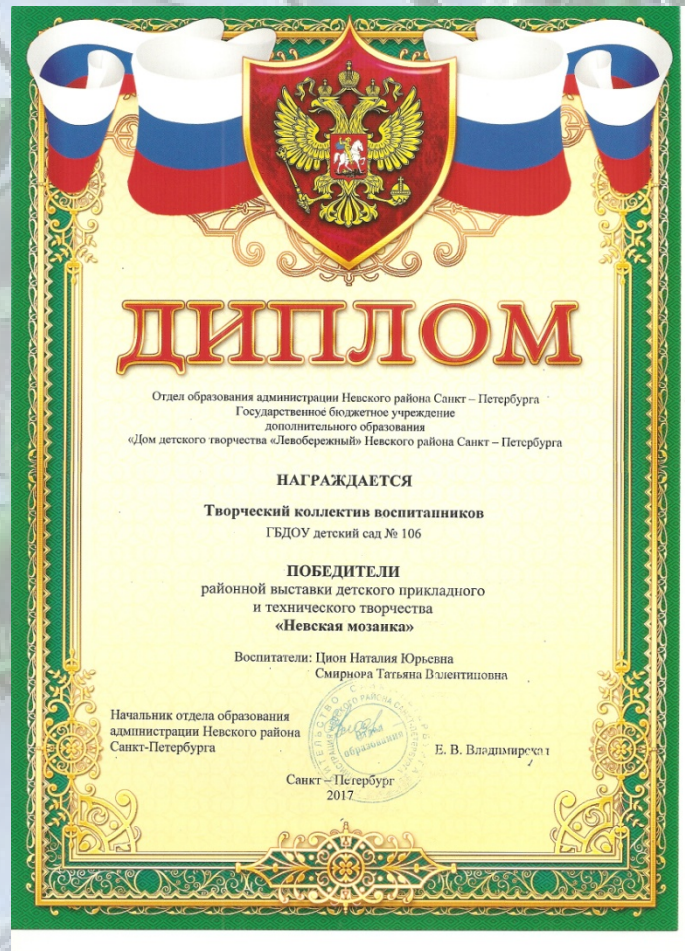 ДИПЛОМ
Отдел образования администрации Невского района Санкт – Петербурга
Государственное бюджетное учреждение
дополнительного образования
«Дом детского творчества «Левобережный» Невского района Санкт – Петербурга
НАГРАЖДАЕТСЯ
Творческий коллектив воспитанников
ГБДОУ детский сад № 106
ПОБЕДИТЕЛИ
районной выставки детского прикладного
и технического творчества
«Невская мозаика»
Воспитатели: Цион Наталия Юрьевна
Смирнова Татьяна Валентиновна
Начальник отдела образования
администрации Невского района
Санкт-Петербурга
Е. В. Владимирская
Отдел
образования
Санкт – Петербург
2017